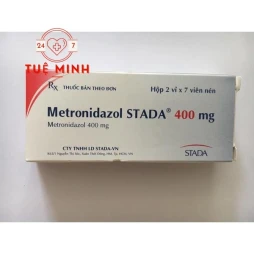 24 7
TUỆ MINH
Rx THUỐC BÁN THEO ĐƠN
Hộp 2 vỉ x 7 viên nén
Metronidazol STADA® 400 mg
Metronidazol 400 mg
CTY TNHH LD STADA-VN
STADA